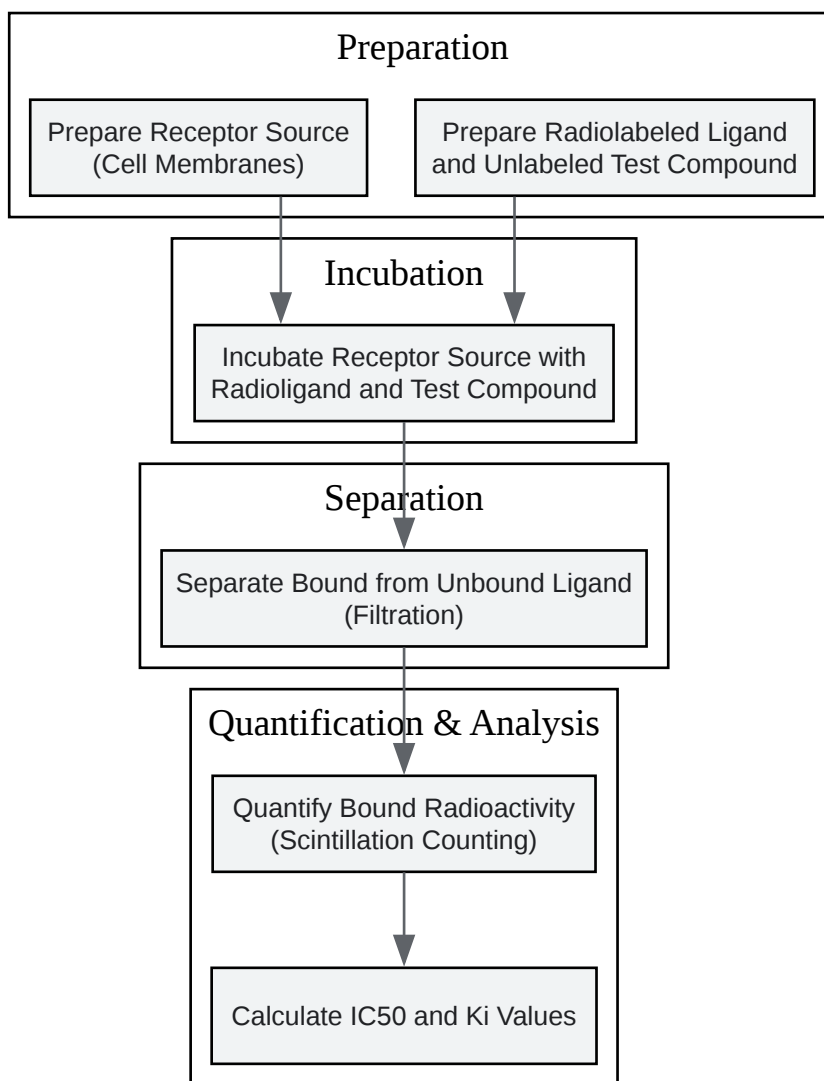 Preparation
Prepare Receptor Source
(Cell Membranes)
Prepare Radiolabeled Ligand
and Unlabeled Test Compound
Incubation
Incubate Receptor Source with
Radioligand and Test Compound
Separation
Separate Bound from Unbound Ligand
(Filtration)
Quantification & Analysis
Quantify Bound Radioactivity
(Scintillation Counting)
Calculate IC50 and Ki Values